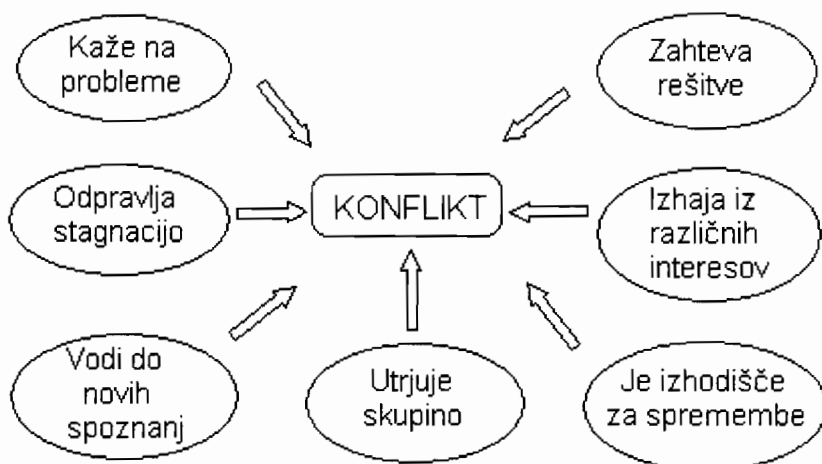 Kaže na
probleme
Zahteva
rešitve
Odpravlja
stagnacijo
KONFLIKT
Izhaja iz
različnih
interesov
Vodi do
novih
spoznanj
Utrjuje
skupino
Je izhodišče
za spremembe